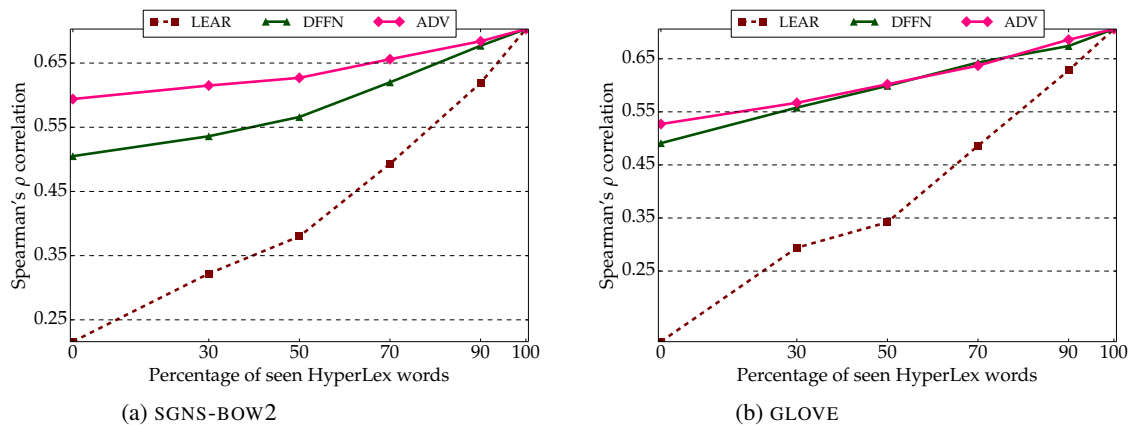 LEAR DFFN ADV
0.65
0.55
0.45
0.35
0.25
Spearman's ρ correlation
0 30 50 70 90 100
Percentage of seen HyperLex words
(a) SGNS-BOW2
LEAR DFFN ADV
0.65
0.55
0.45
0.35
0.25
Spearman's ρ correlation
0 30 50 70 90 100
Percentage of seen HyperLex words
(b) GLOVE